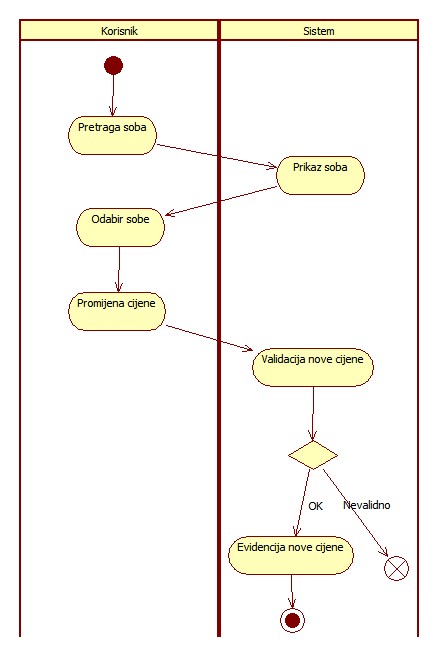 Korisnik
Sistem
Pretraga soba
Prikaz soba
Odabir sobe
Promijena cijene
Validacija nove cijene
OK
Nevalidno
Evidencija nove cijene